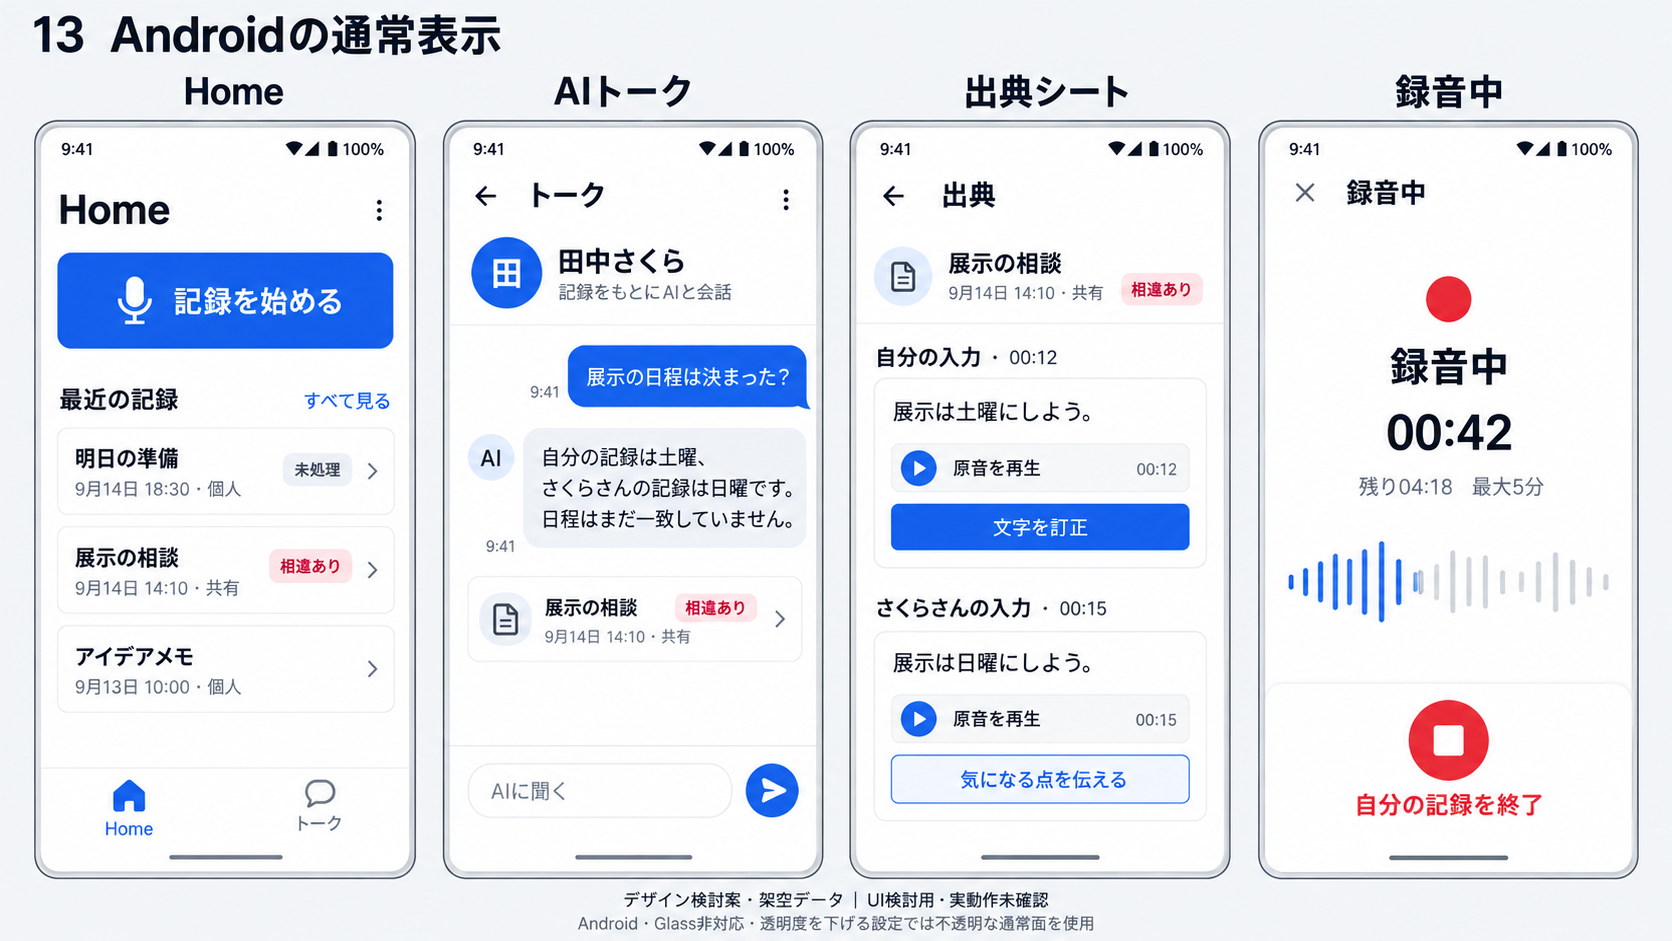 13 Androidの通常表示
Home
9:41
100%
Home
記録を始める
最近の記録
すべて見る
明日の準備
9月14日 18:30・個人
未処理
展示の相談
9月14日 14:10・共有
相違あり
アイデアメモ
9月13日 10:00・個人
Home
トーク
AIトーク
9:41
100%
トーク
田
田中さくら
記録をもとにAIと会話
展示の日程は決まった?
9:41
AI
自分の記録は土曜、
さくらさんの記録は日曜です。
日程はまだ一致していません。
9:41
展示の相談
相違あり
9月14日 14:10・共有
AIに聞く
出典シート
9:41
100%
出典
展示の相談
9月14日 14:10・共有
相違あり
自分の入力・00:12
展示は土曜にしよう。
原音を再生
00:12
文字を訂正
さくらさんの入力・00:15
展示は日曜にしよう。
原音を再生
00:15
気になる点を伝える
録音中
9:41
100%
録音中
録音中
00:42
残り04:18 最大5分
自分の記録を終了
デザイン検討案・架空データ｜UI検討用・実動作未確認
Android・Glass非対応・透明度を下げる設定では不透明な通常面を使用